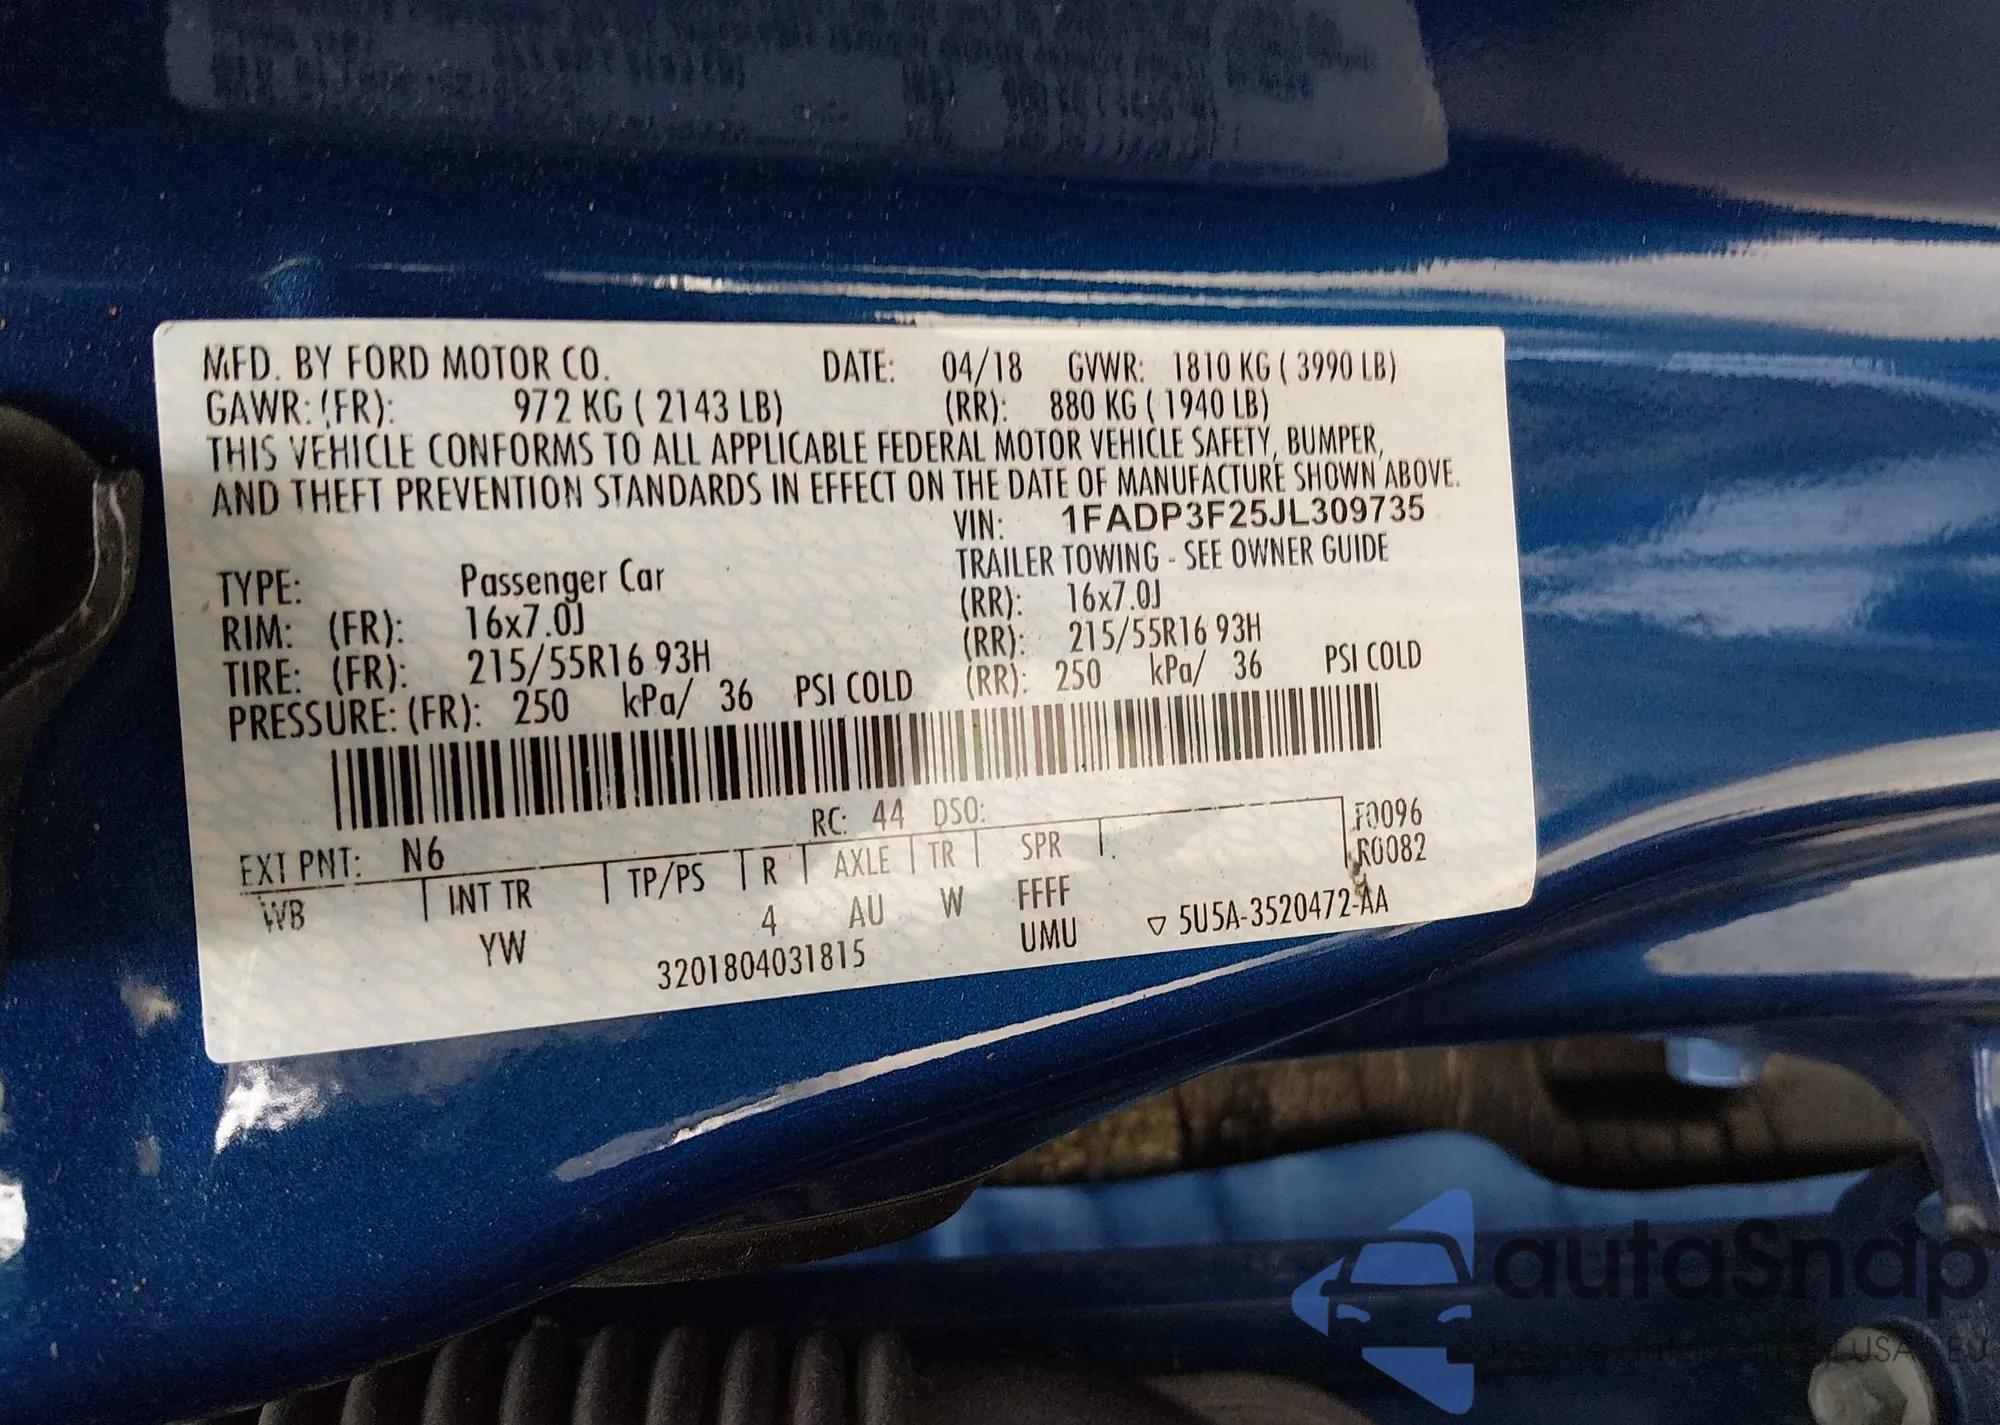 MFD. BY FORD MOTOR CO. DATE: 04/18 GVWR: 1810 KG ( 3990 LB)
GAWR: (FR): 972 KG ( 2143 LB) (RR): 880 KG ( 1940 LB)
THIS VEHICLE CONFORMS TO ALL APPLICABLE FEDERAL MOTOR VEHICLE SAFETY, BUMPER,
AND THEFT PREVENTION STANDARDS IN EFFECT ON THE DATE OF MANUFACTURE SHOWN ABOVE.
VIN: 1FADP3F25JL309735
TRAILER TOWING - SEE OWNER GUIDE
TYPE: Passenger Car
RIM: (FR): 16x7.0J (RR): 16x7.0J
TIRE: (FR): 215/55R16 93H (RR): 215/55R16 93H
PRESSURE: (FR): 250 kPa/ 36 PSI COLD (RR): 250 kPa/ 36 PSI COLD
RC: 44 DSO: F0096
EXT PNT: N6 R0082
WB INT TR TP/PS R AXLE TR SPR
YW 4 AU W FFFF
3201804031815 UMU ▽ 5U5A-3520472-AA
autaSnap